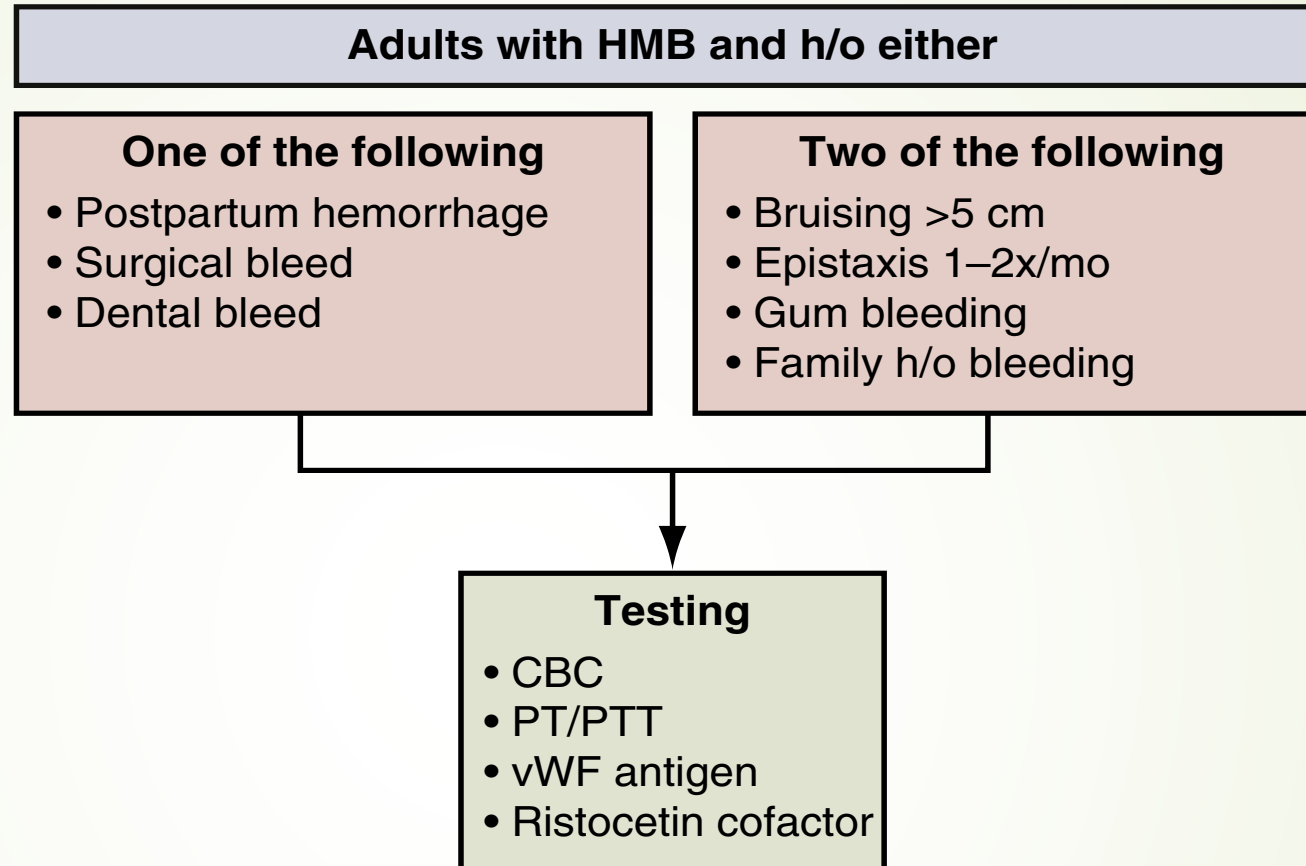 Adults with HMB and h/o either
One of the following
• Postpartum hemorrhage
• Surgical bleed
• Dental bleed
Two of the following
• Bruising >5 cm
• Epistaxis 1–2x/mo
• Gum bleeding
• Family h/o bleeding
Testing
• CBC
• PT/PTT
• vWF antigen
• Ristocetin cofactor